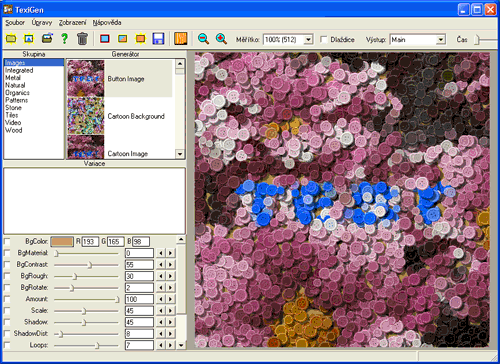 TexiGen
Soubor Úpravy Zobrazení Nápověda
Měřítko: 100% (512) Dlaždice Výstup: Main Čas:
Skupina Generátor
Images
Integrated
Metal
Natural
Organics
Patterns
Stone
Tiles
Video
Wood
Button Image
Cartoon Background
Cartoon Image
Variace
BgColor: R 193 G 165 B 98
BgMaterial: 0
BgContrast: 55
BgRough: 30
BgRotate: 2
Amount: 100
Scale: 45
Shadow: 45
ShadowDist: 8
Loops: 7